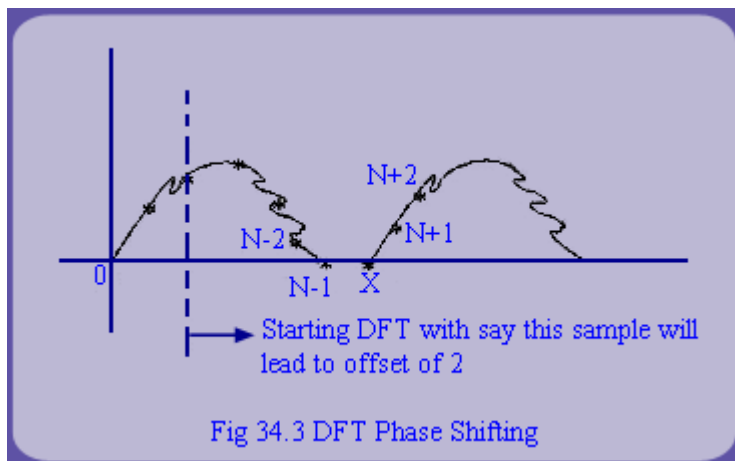 N+2
N-2
N+1
0
N-1
X
Starting DFT with say this sample will
lead to offset of 2
Fig 34.3 DFT Phase Shifting